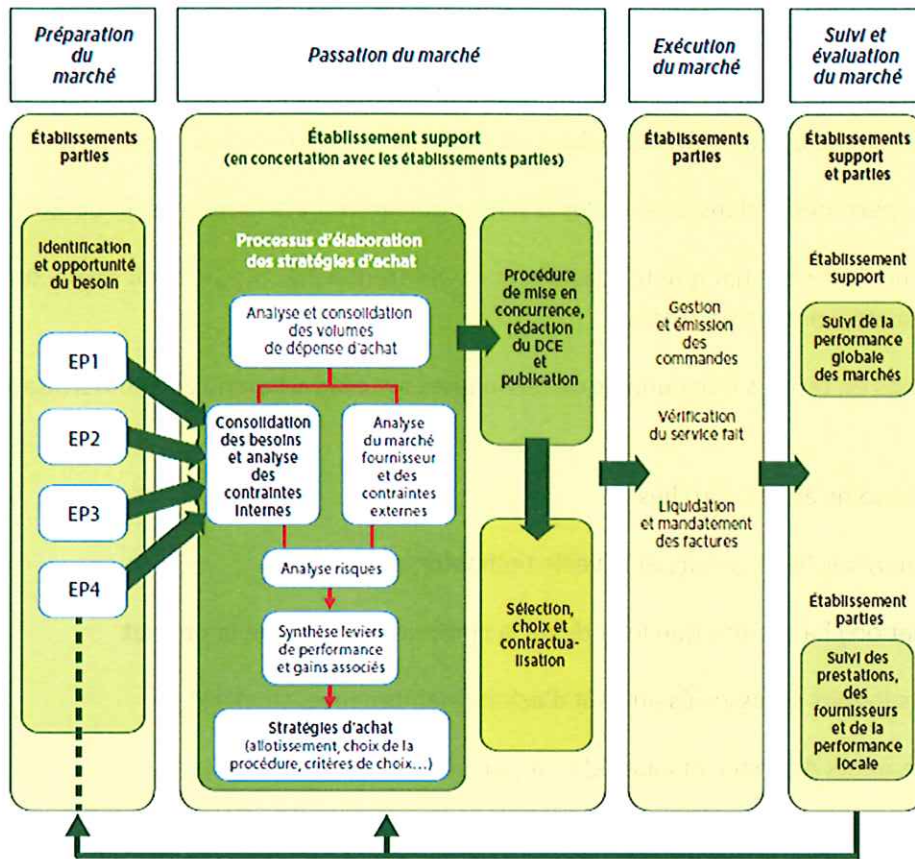 Préparation
du
marché
Passation du marché
Exécution
du marché
Suivi et
évaluation
du marché
Établissements
parties
Identification
et opportunité
du besoin
EP1
EP2
EP3
EP4
Établissement support
(en concertation avec les établissements parties)
Processus d'élaboration
des stratégies d'achat
Analyse et consolidation
des volumes
de dépense d'achat
Consolidation
des besoins
et analyse
des
contraintes
internes
Analyse
du marché
fournisseur
et des
contraintes
externes
Analyse risques
Synthèse leviers
de performance
et gains associés
Stratégies d'achat
(allotissement, choix de la
procédure, critères de choix...)
Procédure
de mise en
concurrence,
rédaction
du DCE
et
publication
Sélection,
choix et
contractua-
lisation
Établissements
parties
Gestion
et émission
des
commandes
Vérification
du service fait
Liquidation
et mandatement
des factures
Établissements
support
et parties
Établissement
support
Suivi de la
performance
globale
des marchés
Établissement
parties
Suivi des
prestations,
des
fournisseurs
et de la
performance
locale